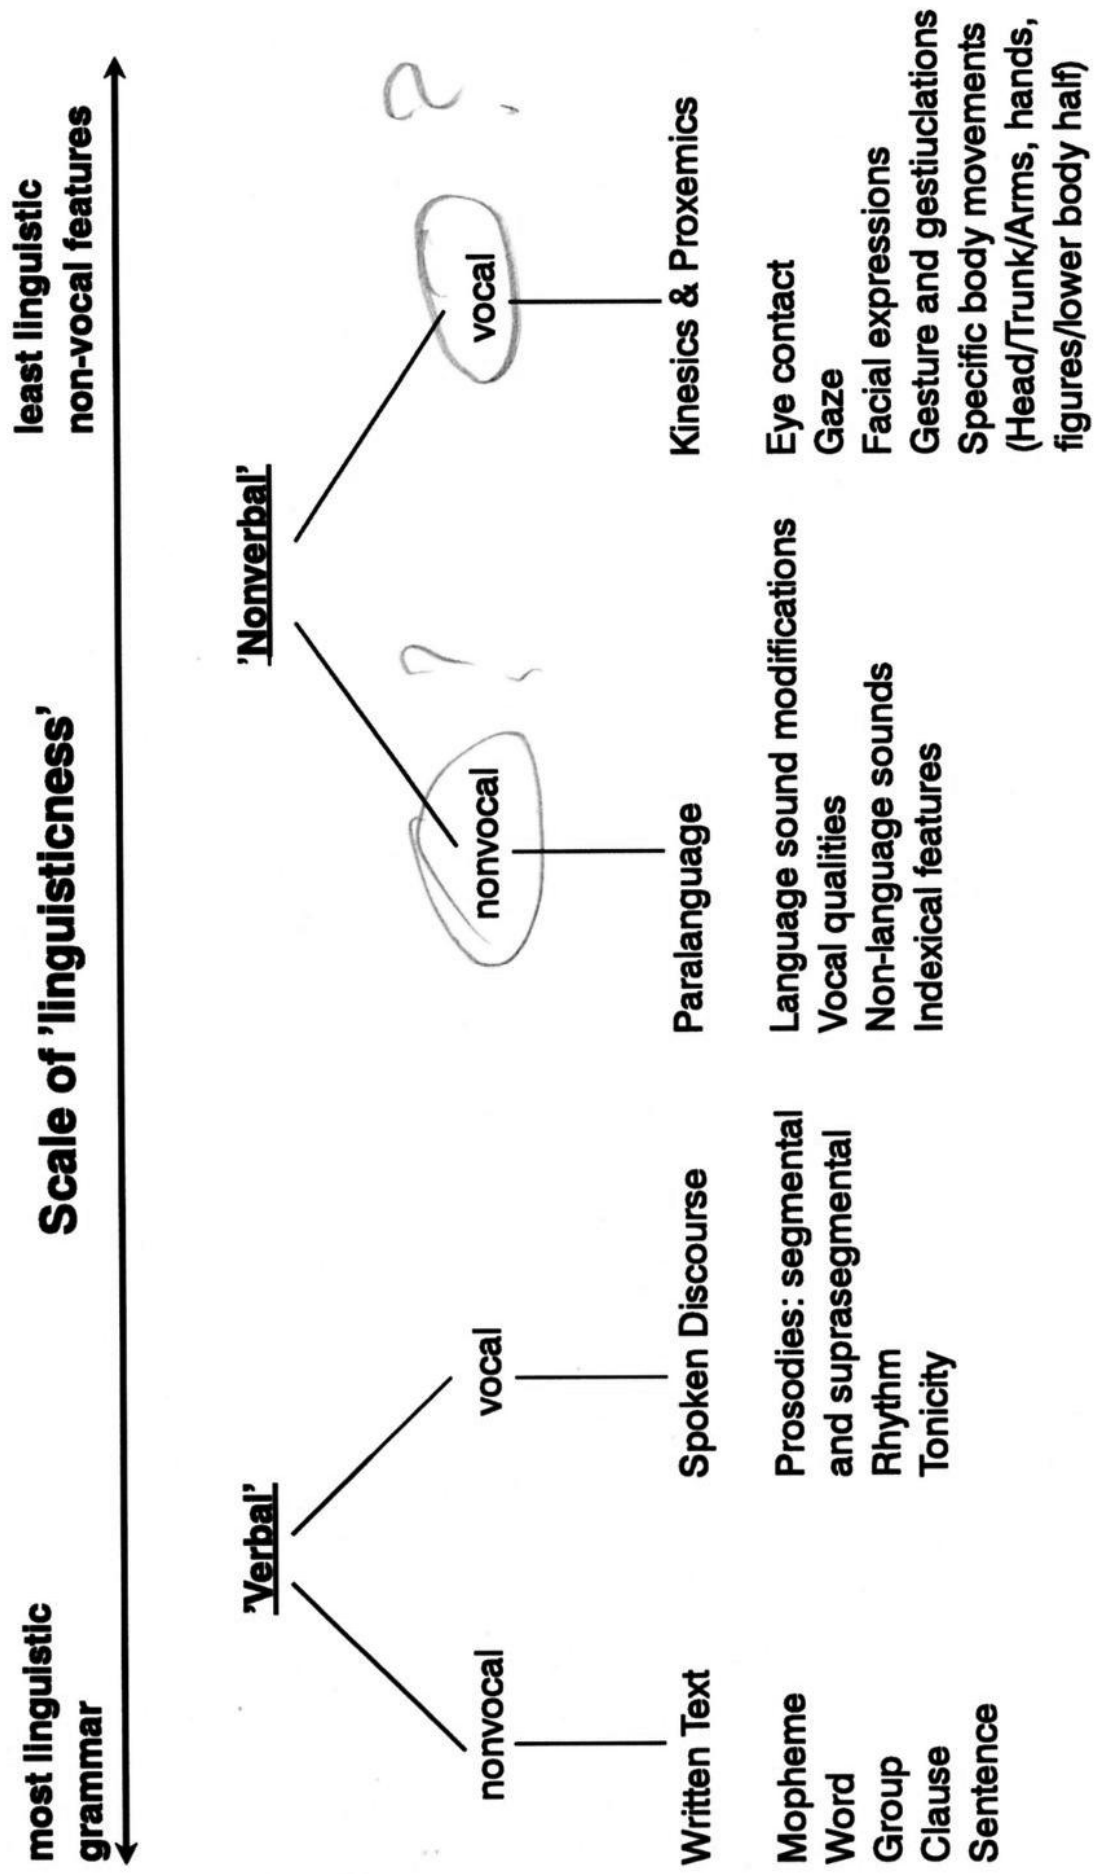 Scale of 'linguisticness'
most linguistic
grammar
least linguistic
non-vocal features
'Verbal'
'Nonverbal'
nonvocal
vocal
nonvocal
vocal
?
?
Written Text
Spoken Discourse
Paralanguage
Kinesics & Proxemics
Mopheme
Word
Group
Clause
Sentence
Prosodies: segmental
and suprasegmental
Rhythm
Tonicity
Language sound modifications
Vocal qualities
Non-language sounds
Indexical features
Eye contact
Gaze
Facial expressions
Gesture and gestiuclations
Specific body movements
(Head/Trunk/Arms, hands,
figures/lower body half)